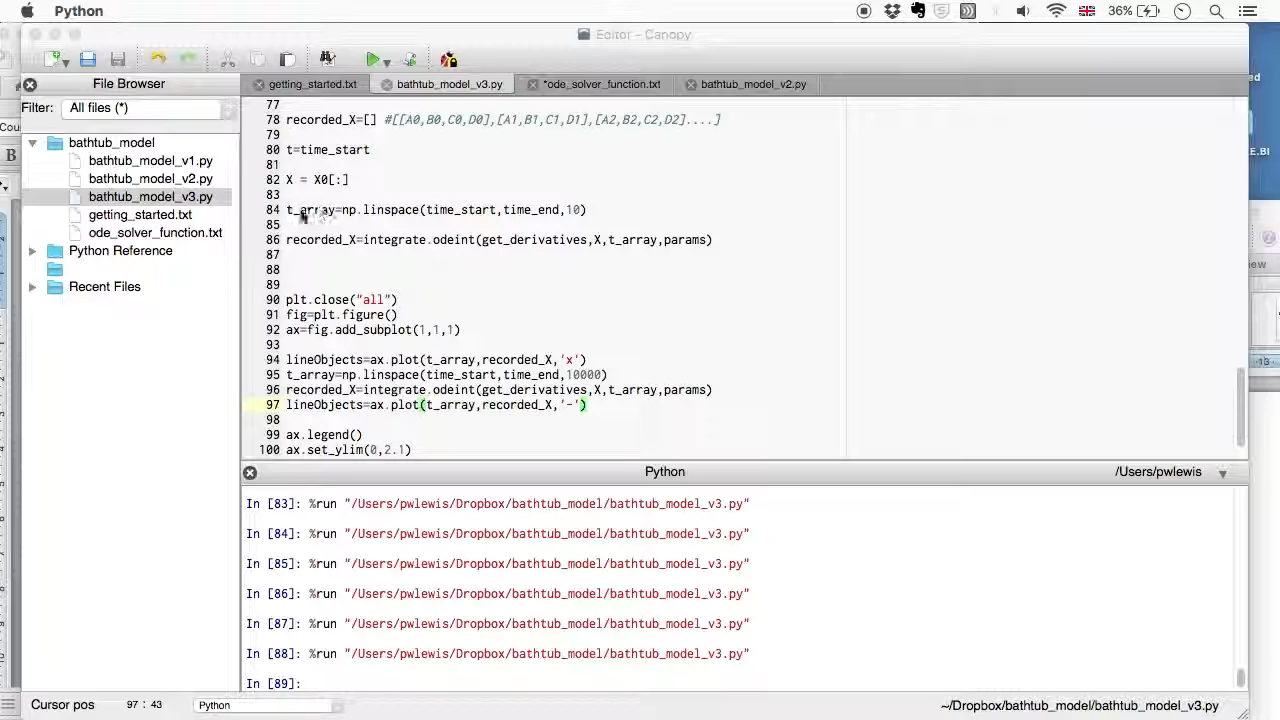 Python
36%
Editor – Canopy
File Browser
getting_started.txt
bathtub_model_v3.py
*ode_solver_function.txt
bathtub_model_v2.py
Filter:
All files (*)
bathtub_model
bathtub_model_v1.py
bathtub_model_v2.py
bathtub_model_v3.py
getting_started.txt
ode_solver_function.txt
Python Reference
Recent Files
77
78 recorded_X=[] #[[A0,B0,C0,D0],[A1,B1,C1,D1],[A2,B2,C2,D2]....]
79
80 t=time_start
81
82 X = X0[:]
83
84 t_array=np.linspace(time_start,time_end,10)
85
86 recorded_X=integrate.odeint(get_derivatives,X,t_array,params)
87
88
89
90 plt.close("all")
91 fig=plt.figure()
92 ax=fig.add_subplot(1,1,1)
93
94 lineObjects=ax.plot(t_array,recorded_X,'x')
95 t_array=np.linspace(time_start,time_end,10000)
96 recorded_X=integrate.odeint(get_derivatives,X,t_array,params)
97 lineObjects=ax.plot(t_array,recorded_X,'-')
98
99 ax.legend()
100 ax.set_ylim(0,2.1)
Python
/Users/pwlewis
In [83]: %run "/Users/pwlewis/Dropbox/bathtub_model/bathtub_model_v3.py"
In [84]: %run "/Users/pwlewis/Dropbox/bathtub_model/bathtub_model_v3.py"
In [85]: %run "/Users/pwlewis/Dropbox/bathtub_model/bathtub_model_v3.py"
In [86]: %run "/Users/pwlewis/Dropbox/bathtub_model/bathtub_model_v3.py"
In [87]: %run "/Users/pwlewis/Dropbox/bathtub_model/bathtub_model_v3.py"
In [88]: %run "/Users/pwlewis/Dropbox/bathtub_model/bathtub_model_v3.py"
In [89]:
Cursor pos 97 : 43
Python
~/Dropbox/bathtub_model/bathtub_model_v3.py